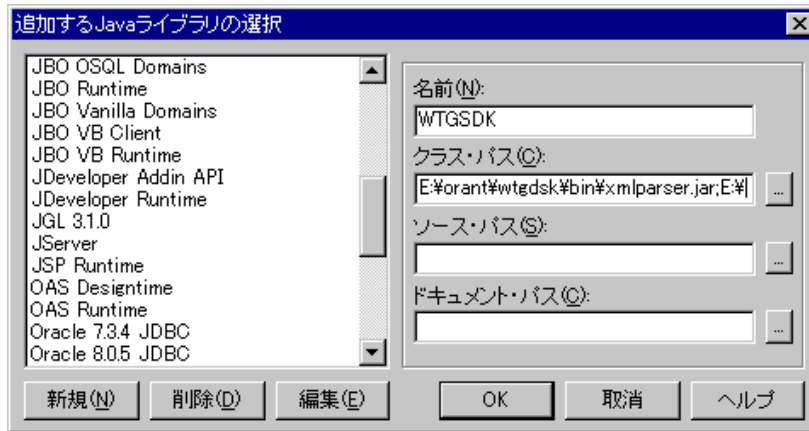 追加するJavaライブラリの選択
JBO OSQL Domains
JBO Runtime
JBO Vanilla Domains
JBO VB Client
JBO VB Runtime
JDeveloper Addin API
JDeveloper Runtime
JGL 3.1.0
JServer
JSP Runtime
OAS Designtime
OAS Runtime
Oracle 7.3.4 JDBC
Oracle 8.0.5 JDBC
名前(N):
WTGSDK
クラス・パス(C):
E:¥orant¥wtgdsk¥bin¥xmlparser.jar;E:¥
...
ソース・パス(S):
...
ドキュメント・パス(C):
...
新規(N)
削除(D)
編集(E)
OK
取消
ヘルプ